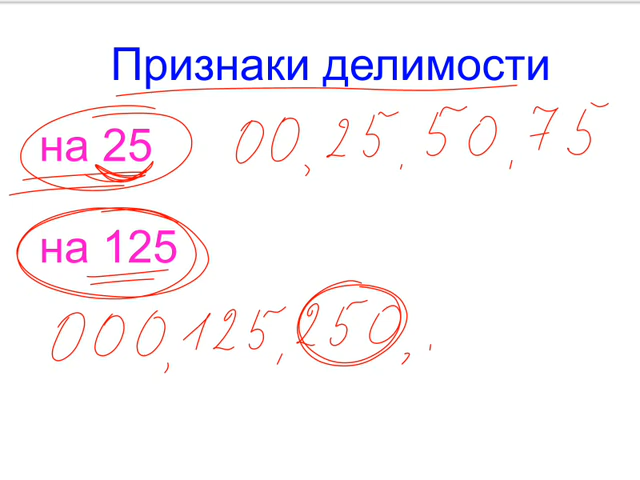 Признаки делимости
на 25 00, 25, 50, 75
на 125
000, 125, 250,